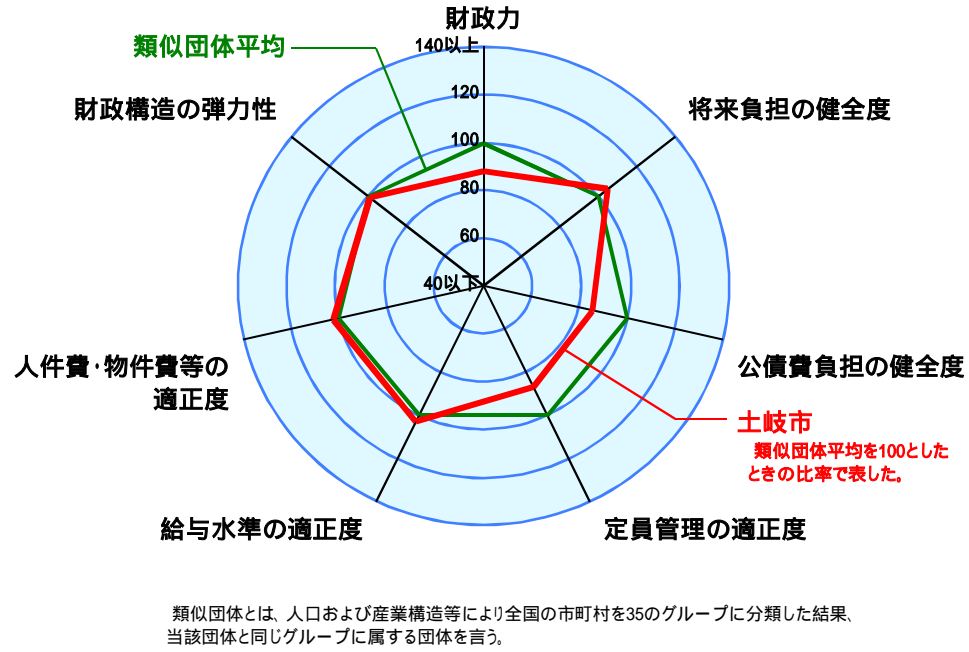 財政力
140以上
類似団体平均
120
財政構造の弾力性
将来負担の健全度
100
80
60
40以下
人件費・物件費等の
適正度
公債費負担の健全度
土岐市
類似団体平均を100とした
ときの比率で表した。
給与水準の適正度
定員管理の適正度
類似団体とは、人口および産業構造等により全国の市町村を35のグループに分類した結果、
当該団体と同じグループに属する団体を言う。